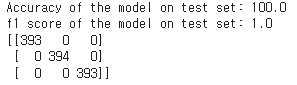 Accuracy of the model on test set: 100.0
f1 score of the model on test set: 1.0
[[393   0   0]
 [  0 394   0]
 [  0   0 393]]